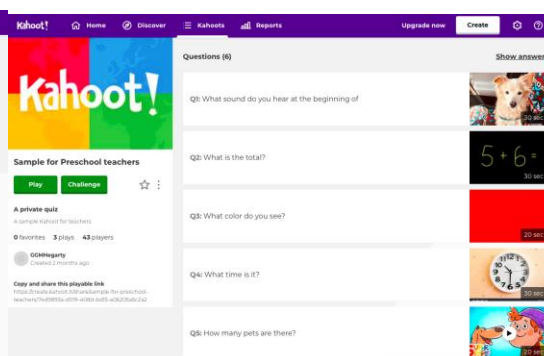 Kahoot! Home Discover Kahoots Reports Upgrade now Create
Kahoot!
Sample for Preschool teachers
Play Challenge
A private quiz
A sample Kahoot for teachers
0 favorites 3 plays 43 players
GGMHegarty
Created 2 months ago
Copy and share this playable link
Questions (6)
Show answer
Q1: What sound do you hear at the beginning of
30 sec
Q2: What is the total?
5 + 6 =
30 sec
Q3: What color do you see?
20 sec
Q4: What time is it?
30 sec
Q5: How many pets are there?
20 sec